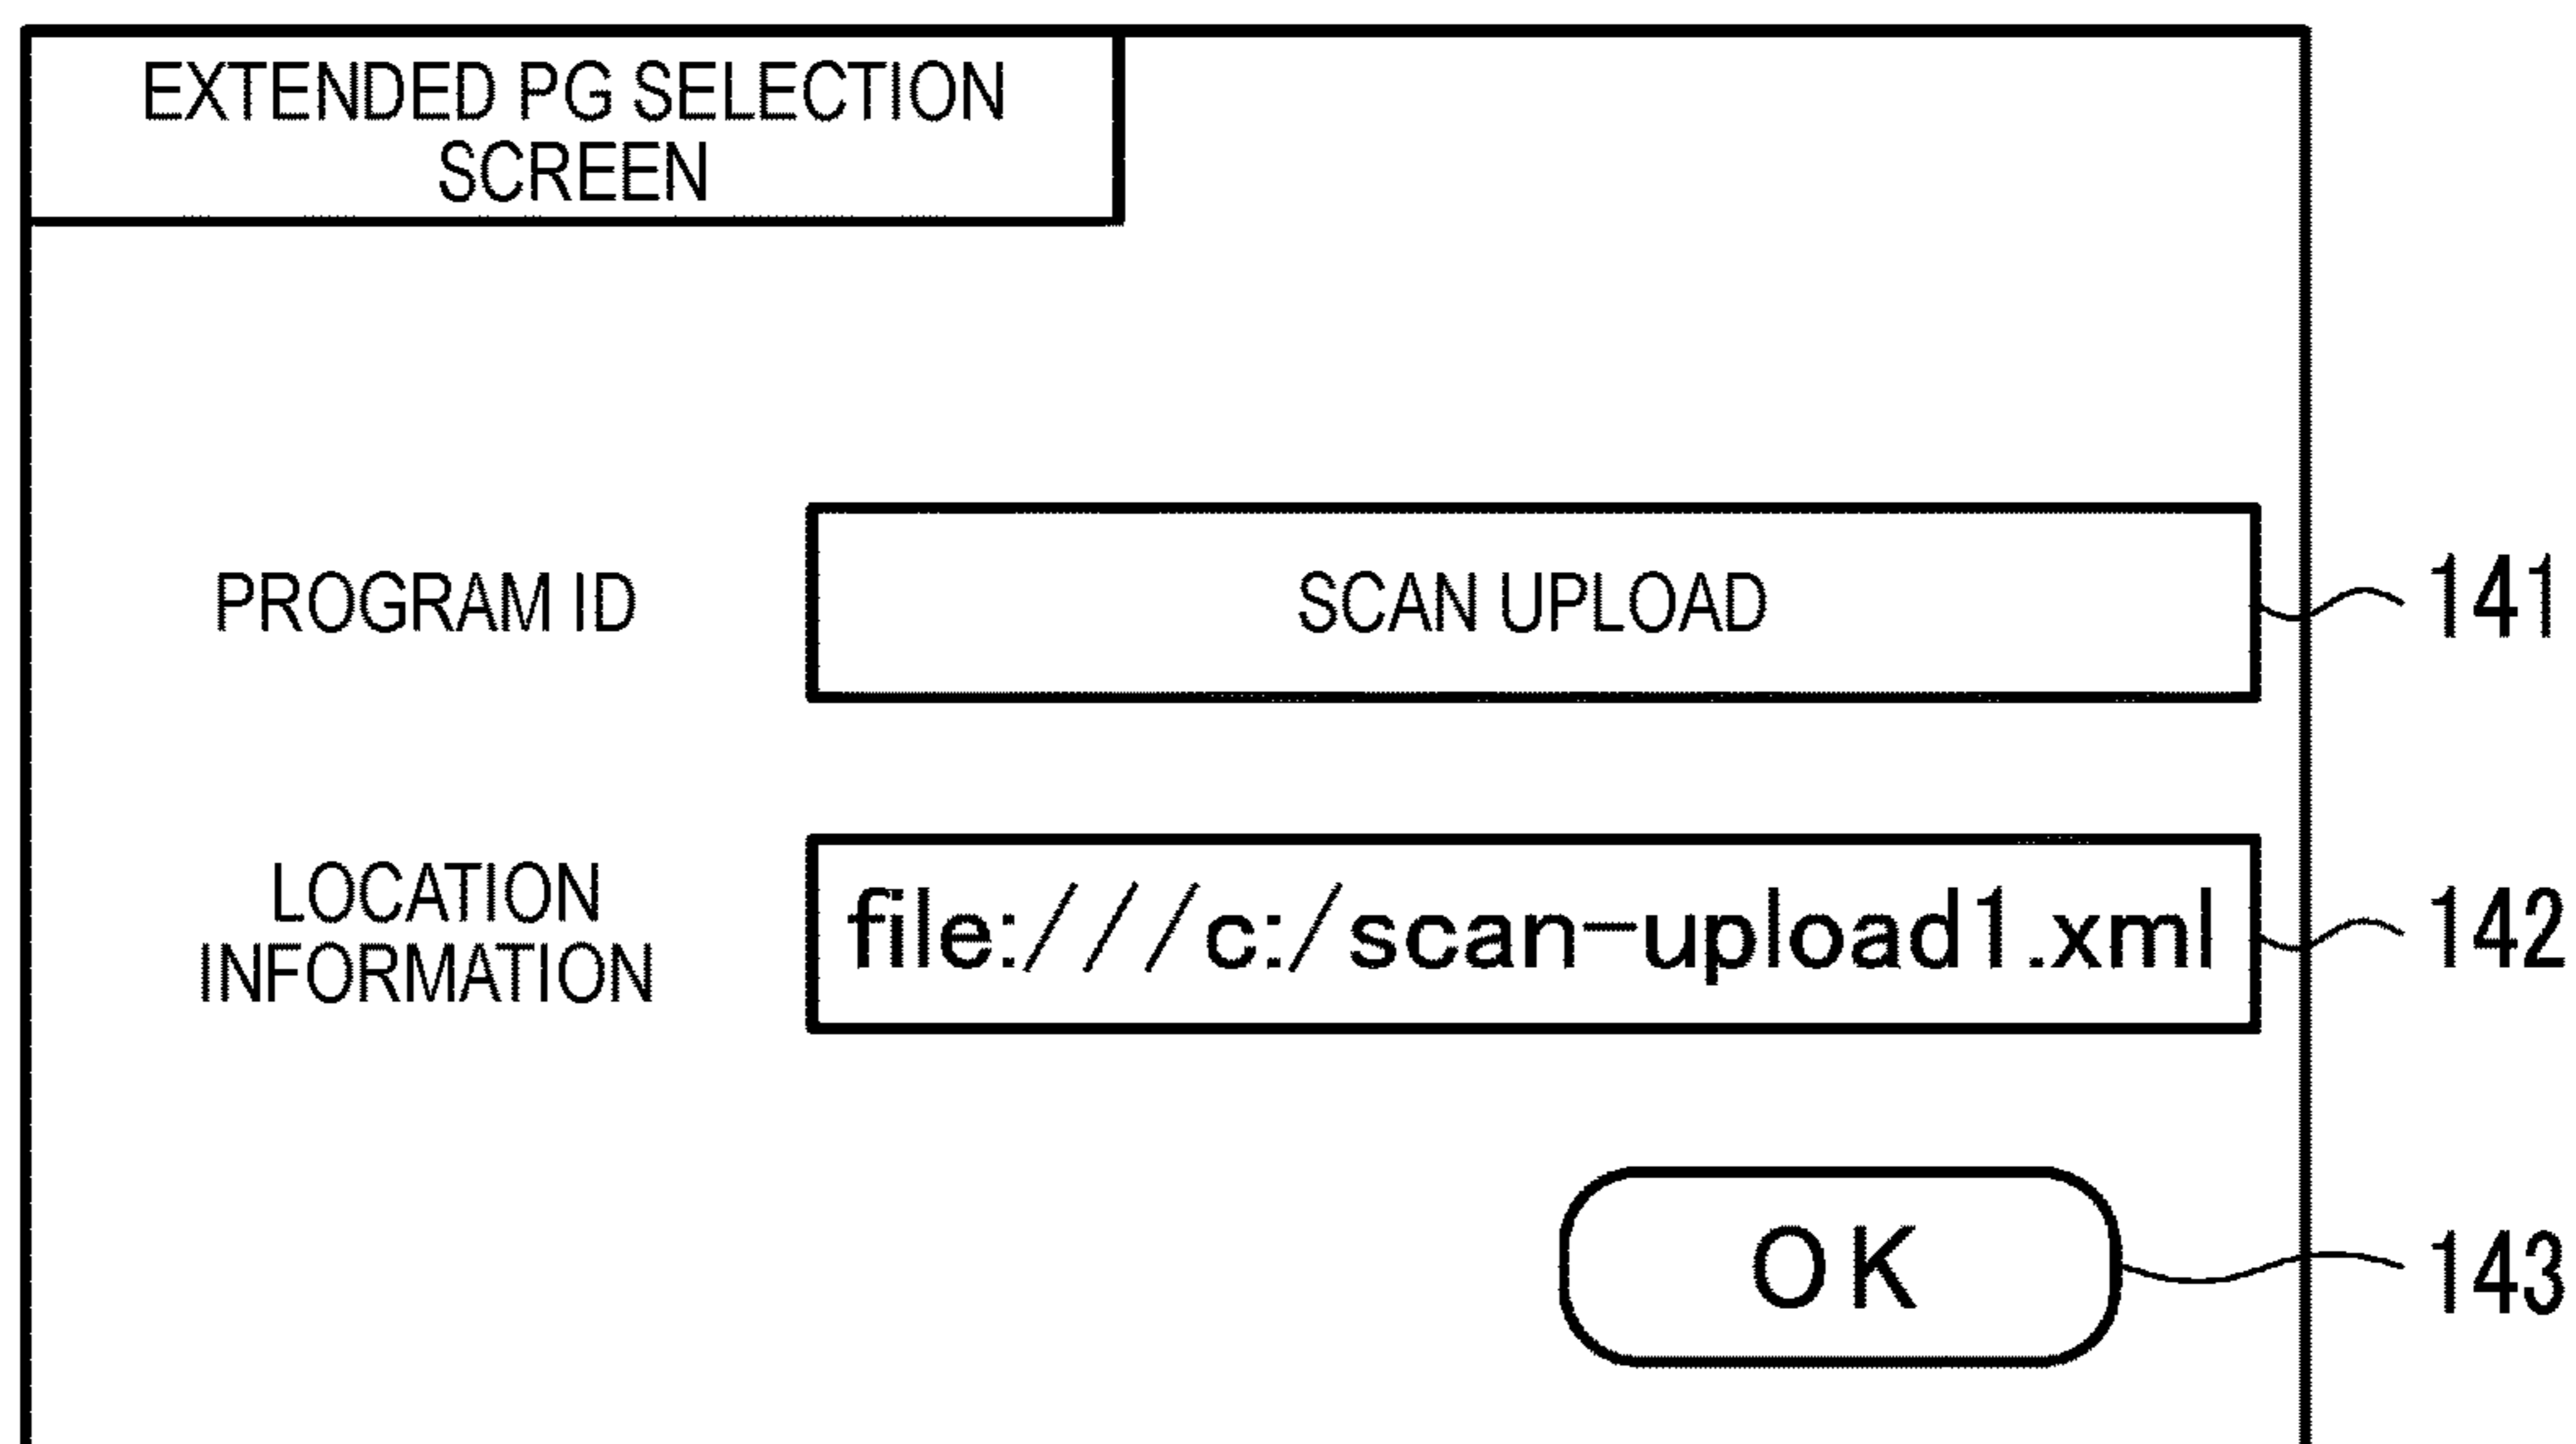 EXTENDED PG SELECTION
SCREEN
PROGRAM ID
SCAN UPLOAD
141
LOCATION
INFORMATION
file:///c:/scan-upload1.xml
142
OK
143